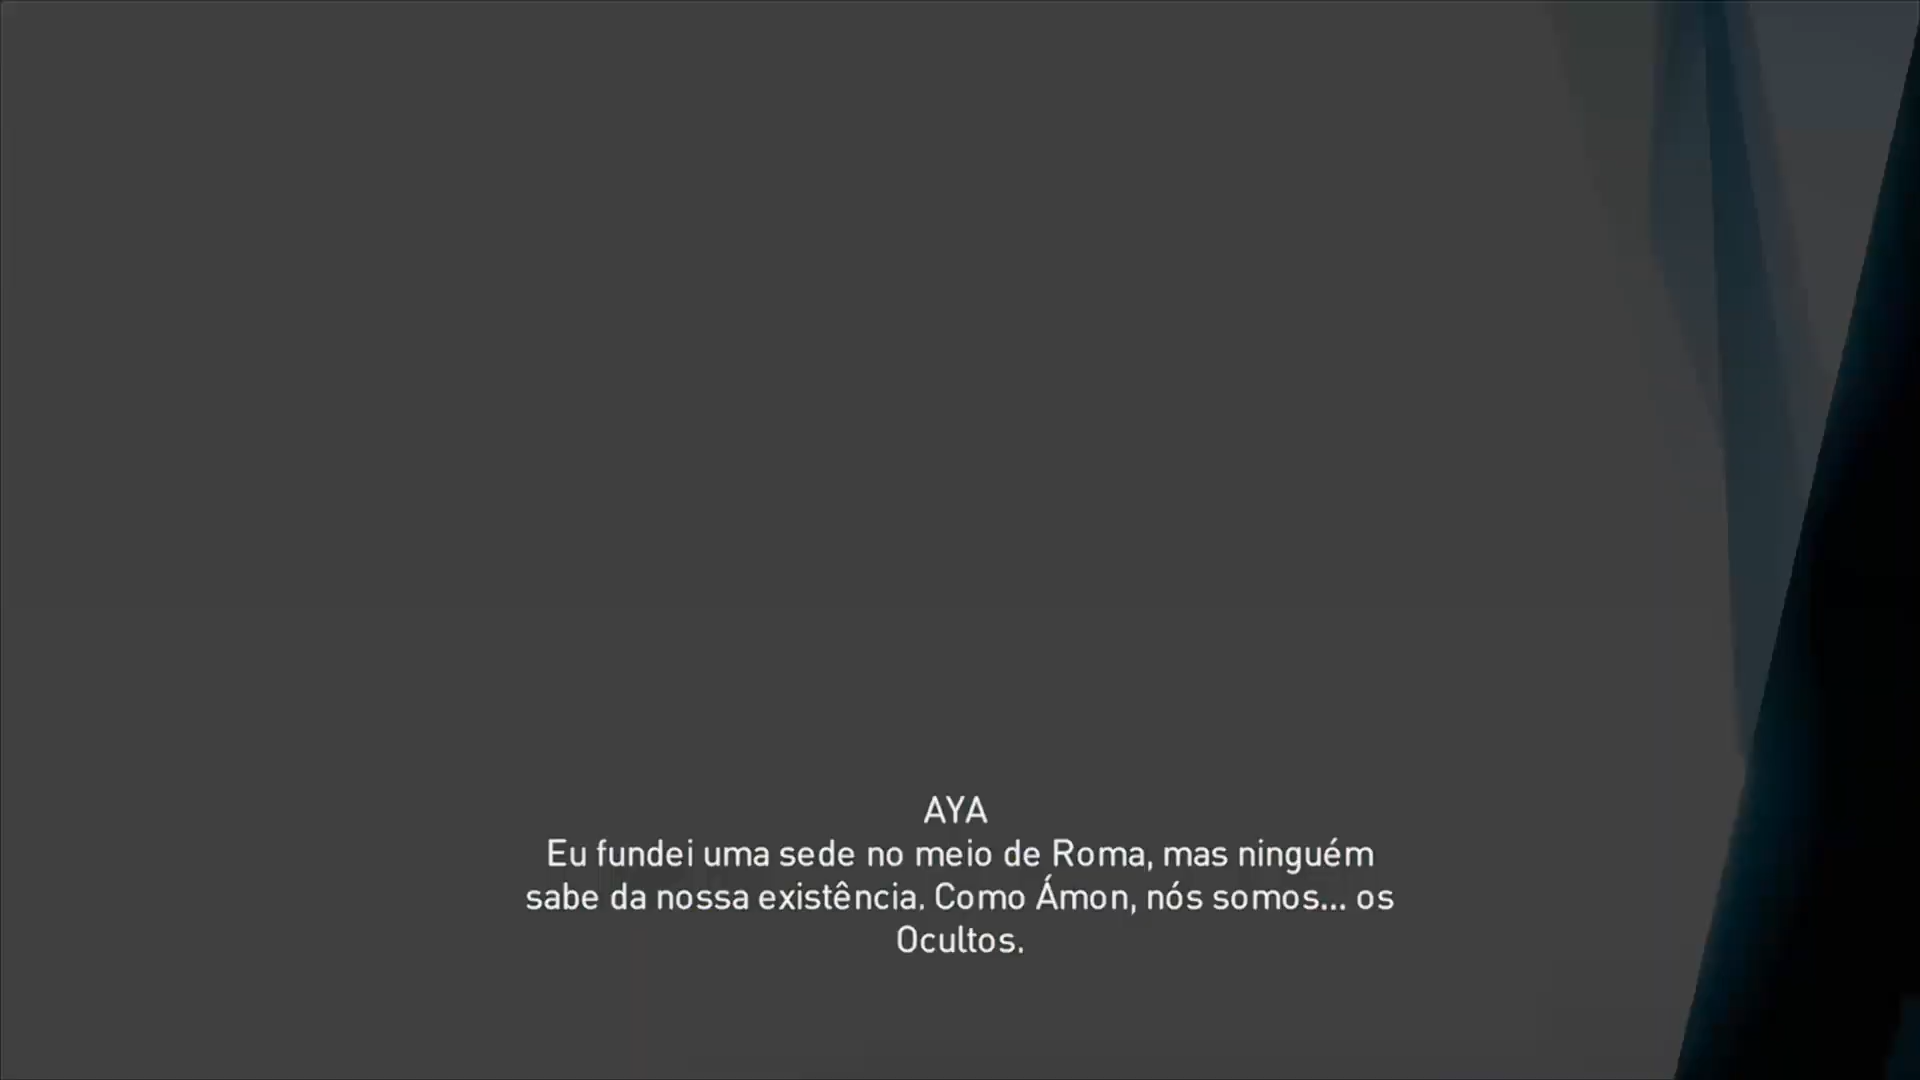 AYA
Eu fundei uma sede no meio de Roma, mas ninguém
sabe da nossa existência. Como Ámon, nós somos... os
Ocultos.